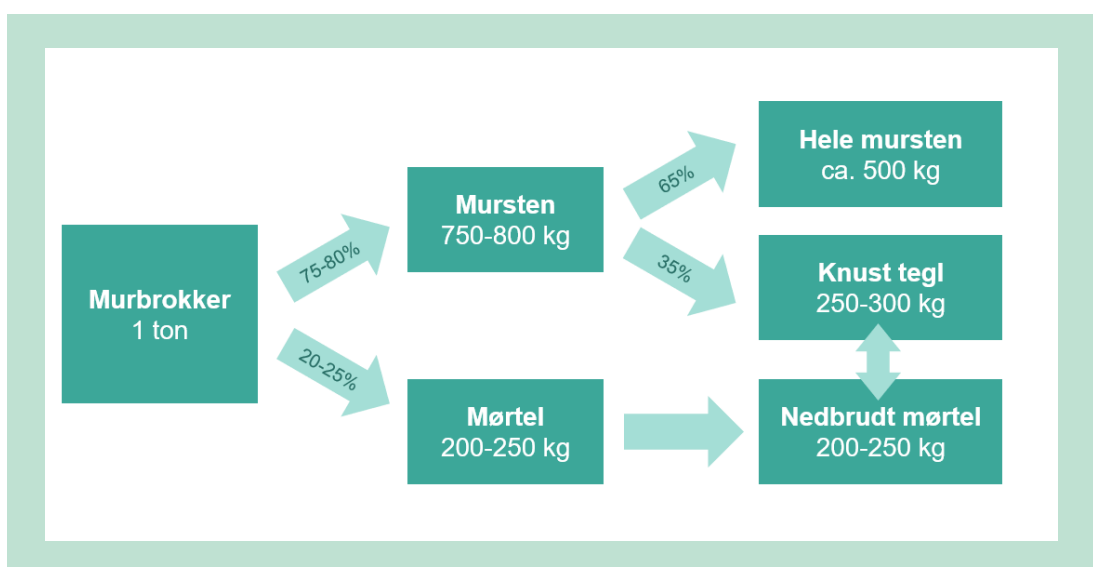 Murbrokker
1 ton
75-80%
20-25%
Mursten
750-800 kg
Mørtel
200-250 kg
65%
35%
Hele mursten
ca. 500 kg
Knust tegl
250-300 kg
Nedbrudt mørtel
200-250 kg